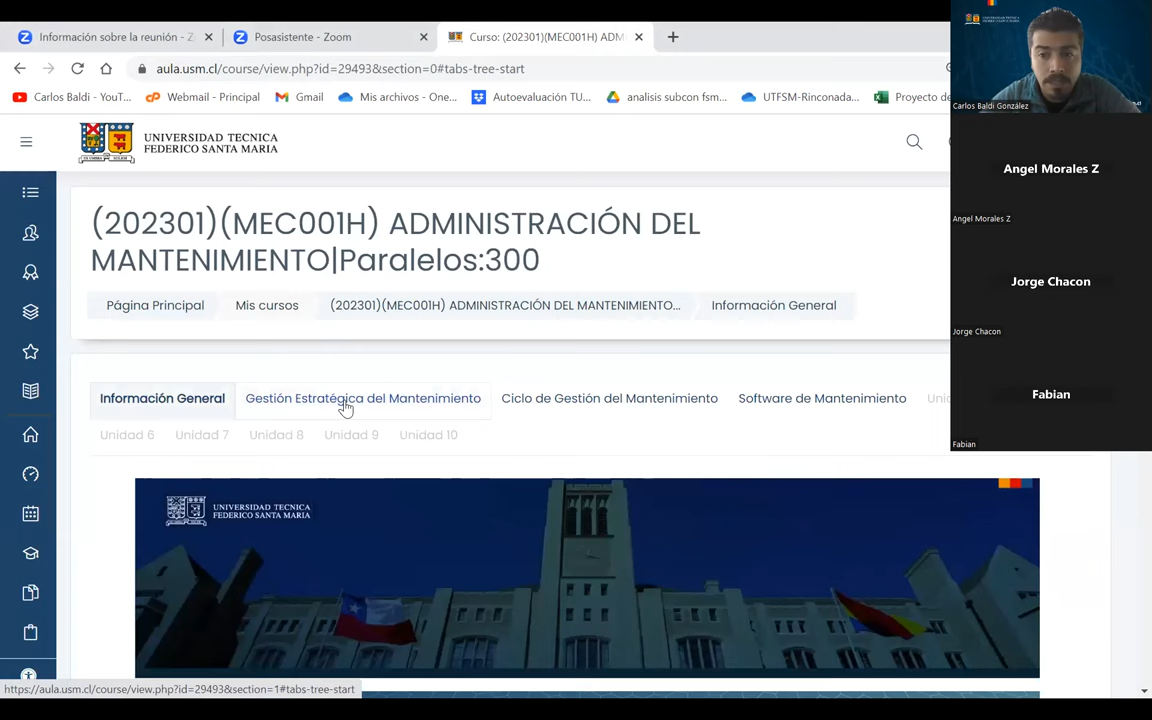 Información sobre la reunión - Z
Posasistente - Zoom
Curso: (202301)(MEC001H) ADM
aula.usm.cl/course/view.php?id=29493&section=0#tabs-tree-start
Carlos Baldi - YouT...
Webmail - Principal
Gmail
Mis archivos - One...
Autoevaluación TU...
analisis subcon fsm...
UTFSM-Rinconada...
Proyecto de
UNIVERSIDAD TECNICA
FEDERICO SANTA MARIA
Carlos Baldi González
UNIVERSIDAD TECNICA
FEDERICO SANTA MARIA
(202301)(MEC001H) ADMINISTRACIÓN DEL
MANTENIMIENTO|Paralelos:300
Página Principal
Mis cursos
(202301)(MEC001H) ADMINISTRACIÓN DEL MANTENIMIENTO...
Información General
Información General
Gestión Estratégica del Mantenimiento
Ciclo de Gestión del Mantenimiento
Software de Mantenimiento
Unid
Unidad 6
Unidad 7
Unidad 8
Unidad 9
Unidad 10
UNIVERSIDAD TECNICA
FEDERICO SANTA MARIA
Angel Morales Z
Angel Morales Z
Jorge Chacon
Jorge Chacon
Fabian
Fabian
https://aula.usm.cl/course/view.php?id=29493&section=1#tabs-tree-start